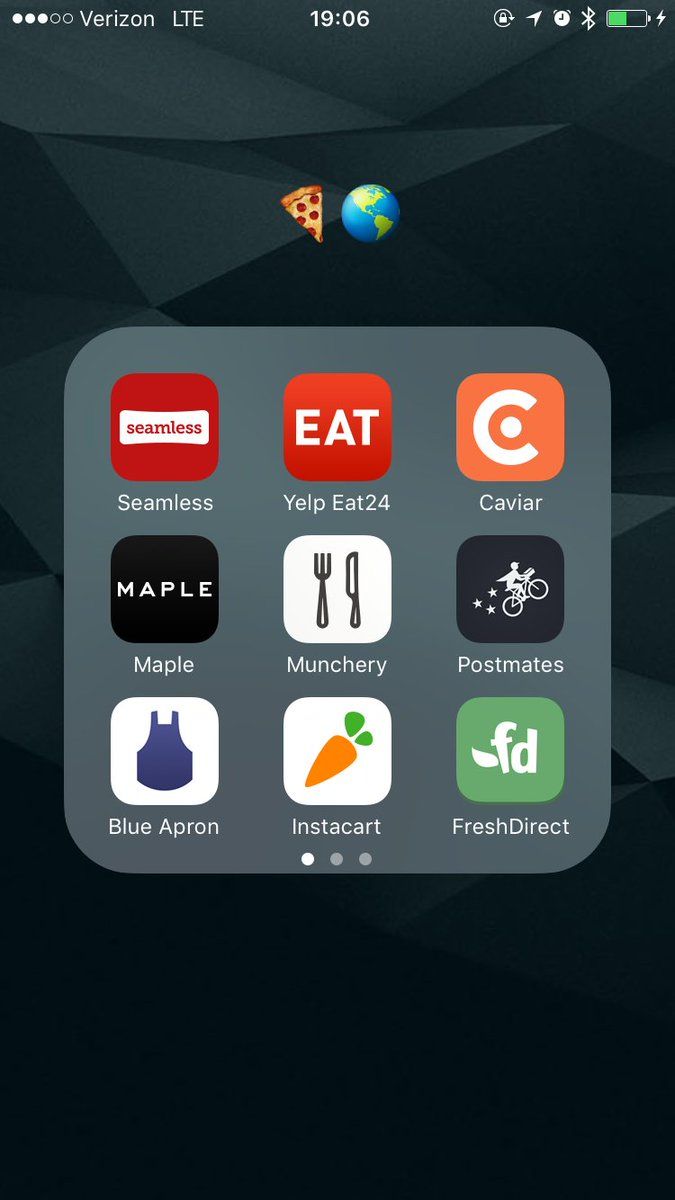 Verizon LTE 19:06
🍕🌎
seamless EAT
Seamless Yelp Eat24 Caviar
MAPLE
Maple Munchery Postmates
fd
Blue Apron Instacart FreshDirect